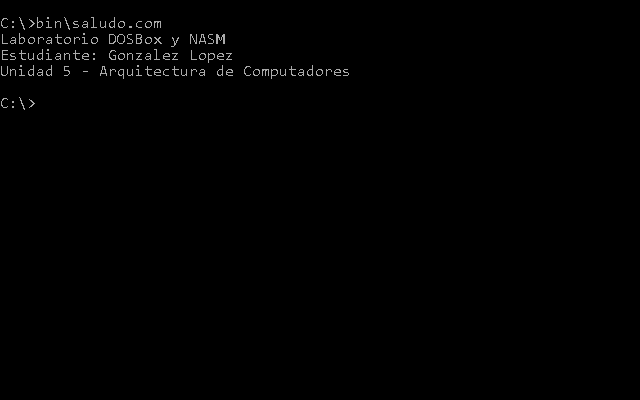 C:\>bin\saludo.com
Laboratorio DOSBox y NASM
Estudiante: Gonzalez Lopez
Unidad 5 - Arquitectura de Computadores
C:\>